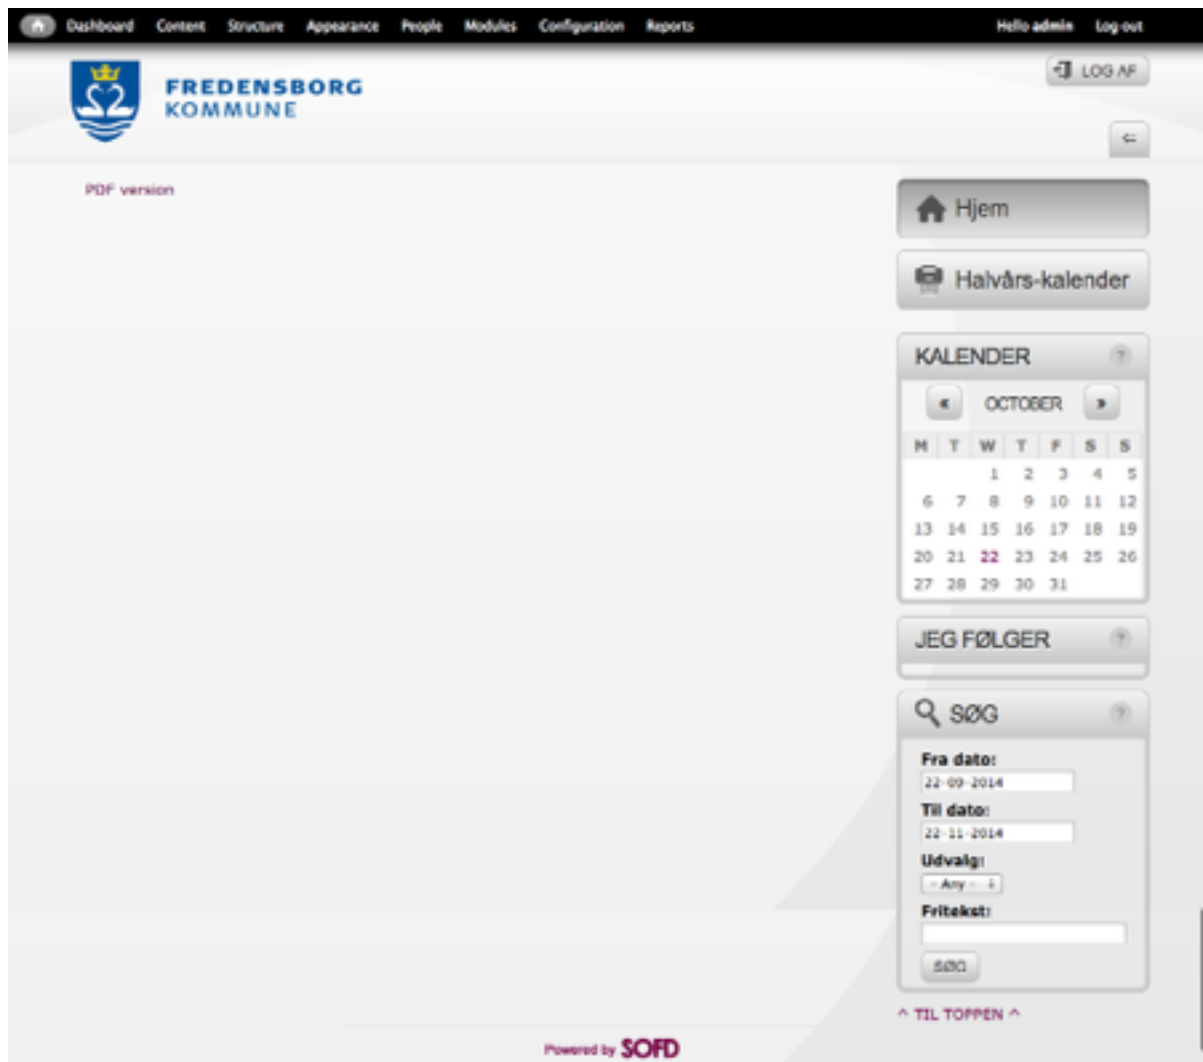 Dashboard Content Structure Appearance People Modules Configuration Reports Hello admin Log out
LOG AF
FREDENSBORG
KOMMUNE
PDF version
Hjem
Halvårs-kalender
KALENDER ?
« OCTOBER »
M T W T F S S
1 2 3 4 5
6 7 8 9 10 11 12
13 14 15 16 17 18 19
20 21 22 23 24 25 26
27 28 29 30 31
JEG FØLGER ?
SØG ?
Fra dato:
22-09-2014
Til dato:
22-11-2014
Udvalg:
- Any -
Fritekst:
SØG
^ TIL TOPPEN ^
Powered by SOFD